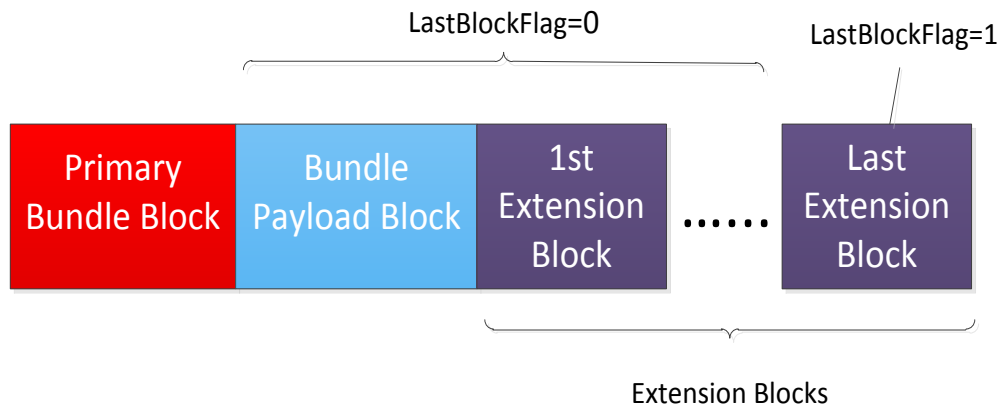 LastBlockFlag=0
LastBlockFlag=1
Primary
Bundle Block
Bundle
Payload Block
1st
Extension
Block
......
Last
Extension
Block
Extension Blocks